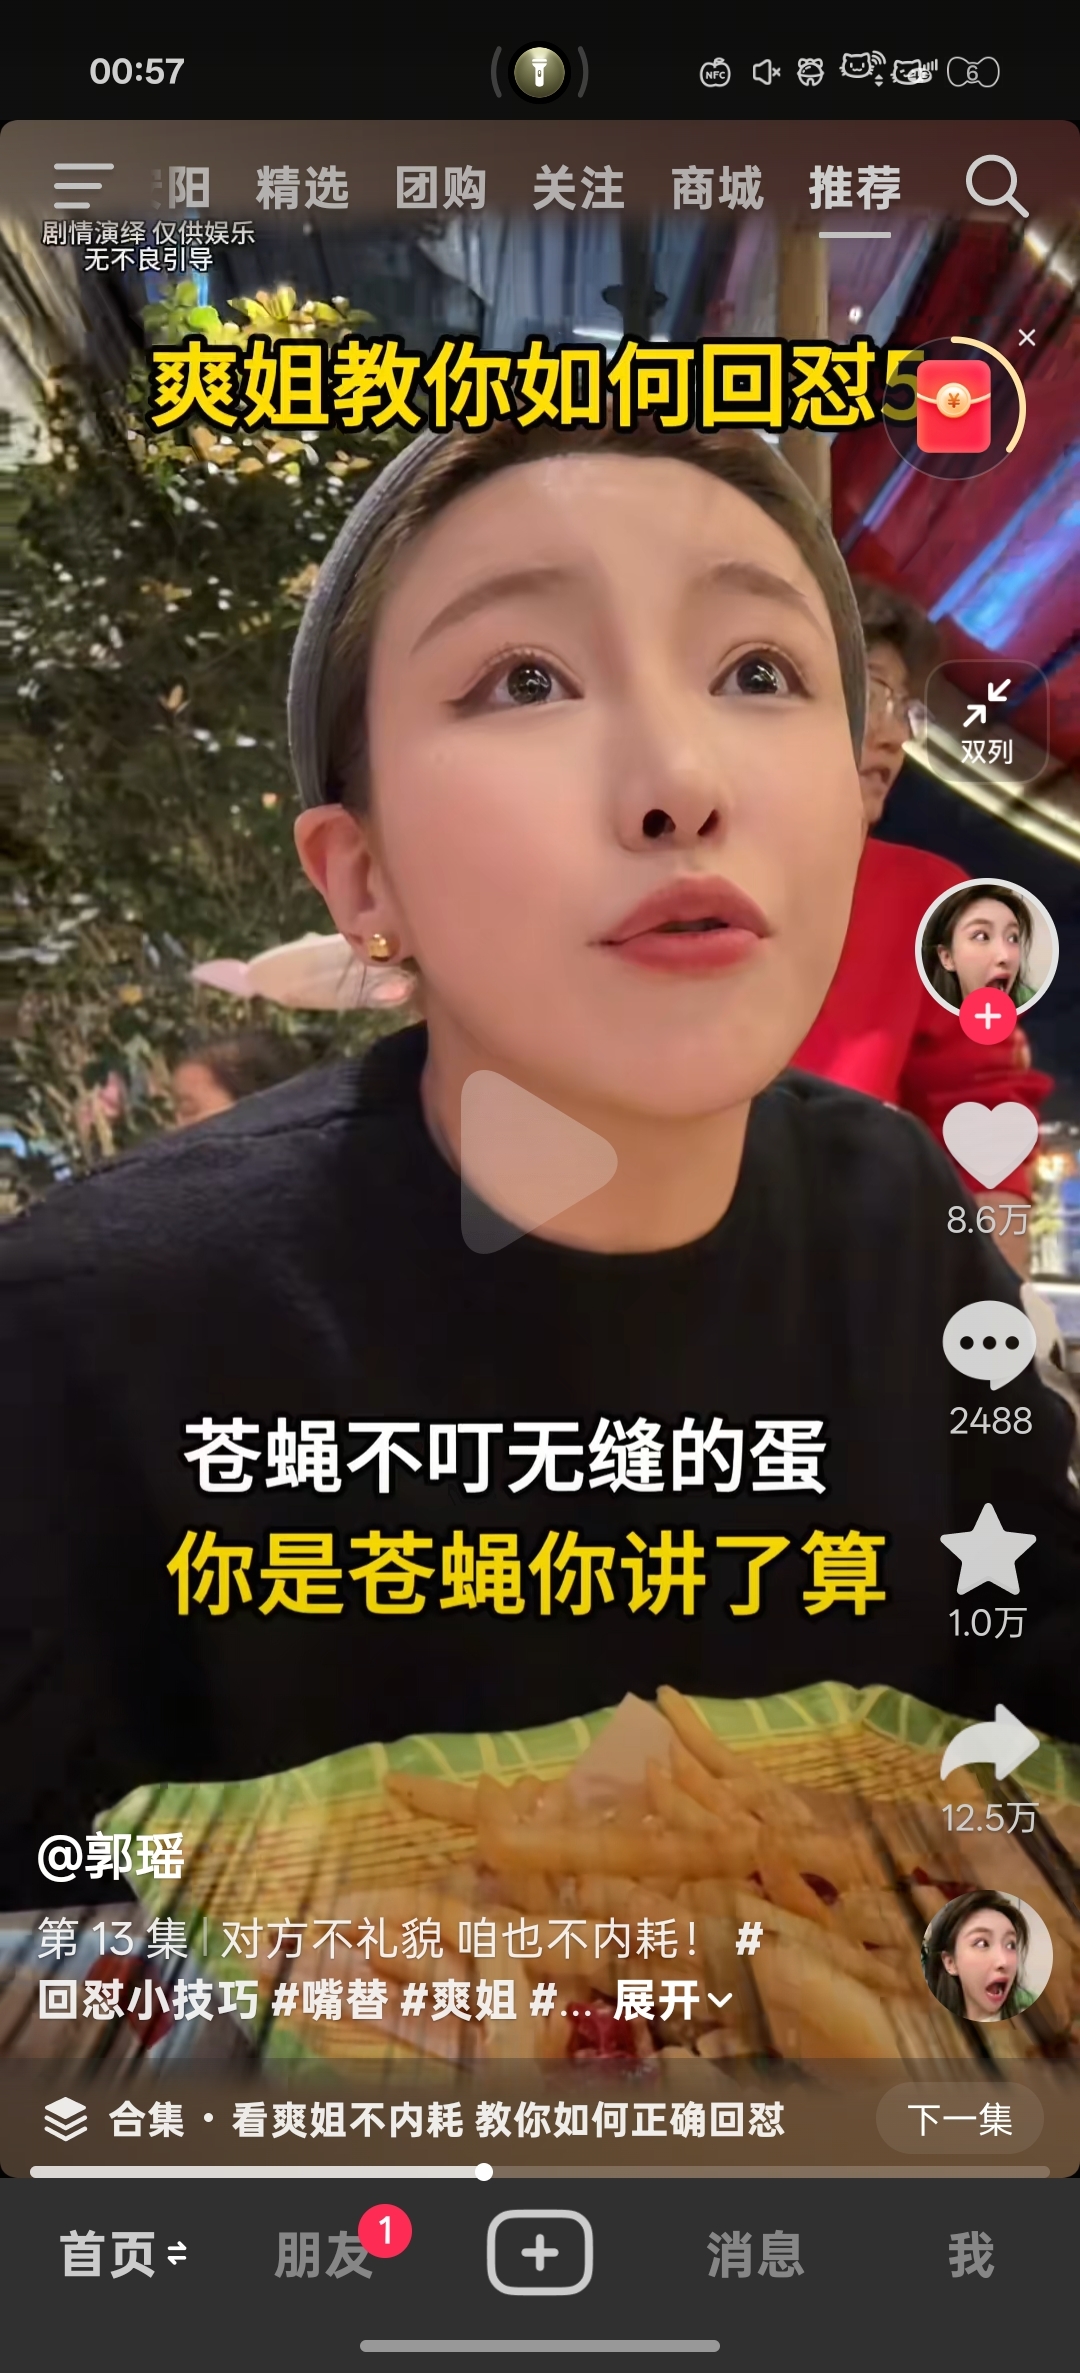 00:57
NFC
6
阳 精选 团购 关注 商城 推荐
剧情演绎 仅供娱乐
无不良引导
爽姐教你如何回怼5
双列
8.6万
苍蝇不叮无缝的蛋
2488
你是苍蝇你讲了算
1.0万
12.5万
@郭瑶
第 13 集 | 对方不礼貌 咱也不内耗！ #
回怼小技巧 #嘴替 #爽姐 #... 展开
合集 · 看爽姐不内耗 教你如何正确回怼
下一集
首页 朋友 1 消息 我